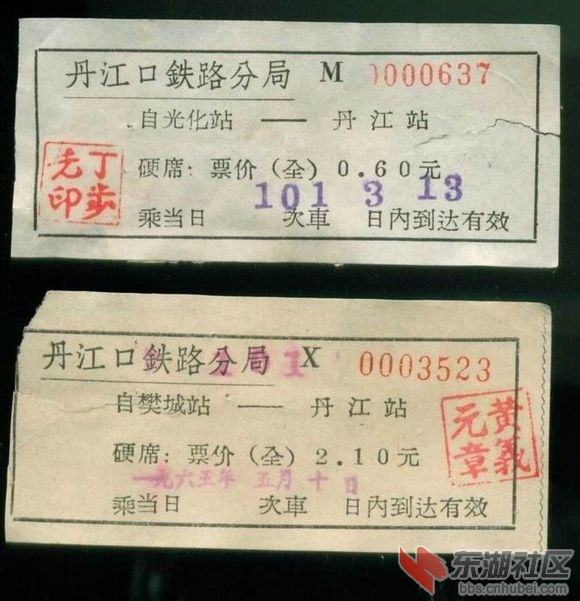 丹江口鉄路分局 M 0000637
自光化站 —— 丹江站
硬席：票价（全）0.60元
101 3 13
乘当日 次車 日内到达有效
丁步
先印
丹江口鉄路分局 X 0003523
自樊城站 —— 丹江站
硬席：票价（全）2.10元
一九六五年 五月十日
乘当日 次車 日内到达有效
黄義
元章
东湖社区
bbs.cnhubei.com